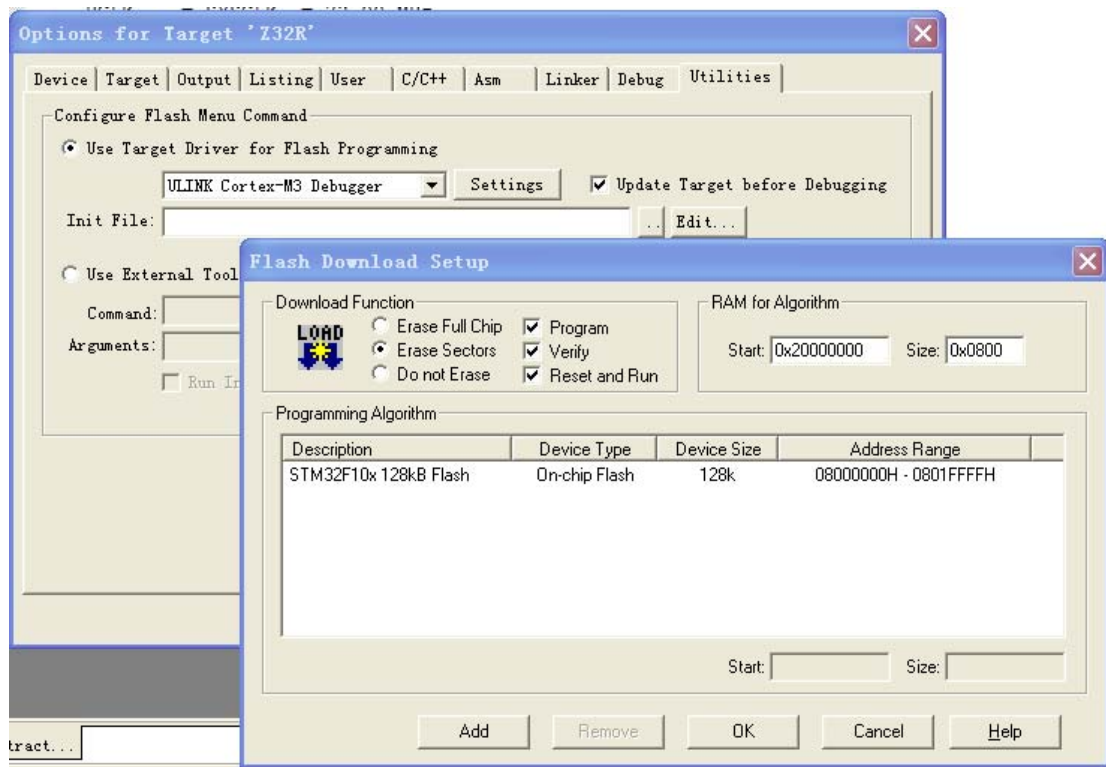 Options for Target 'Z32R'
Device Target Output Listing User C/C++ Asm Linker Debug Utilities
Configure Flash Menu Command
Use Target Driver for Flash Programming
ULINK Cortex-M3 Debugger Settings Update Target before Debugging
Init File: .. Edit...
Use External Tool
Command:
Arguments:
Run In
Flash Download Setup
Download Function
LOAD
Erase Full Chip Program
Erase Sectors Verify
Do not Erase Reset and Run
RAM for Algorithm
Start: 0x20000000 Size: 0x0800
Programming Algorithm
Description Device Type Device Size Address Range
STM32F10x 128kB Flash On-chip Flash 128k 08000000H - 0801FFFFH
Start: Size:
Add Remove OK Cancel Help
tract...